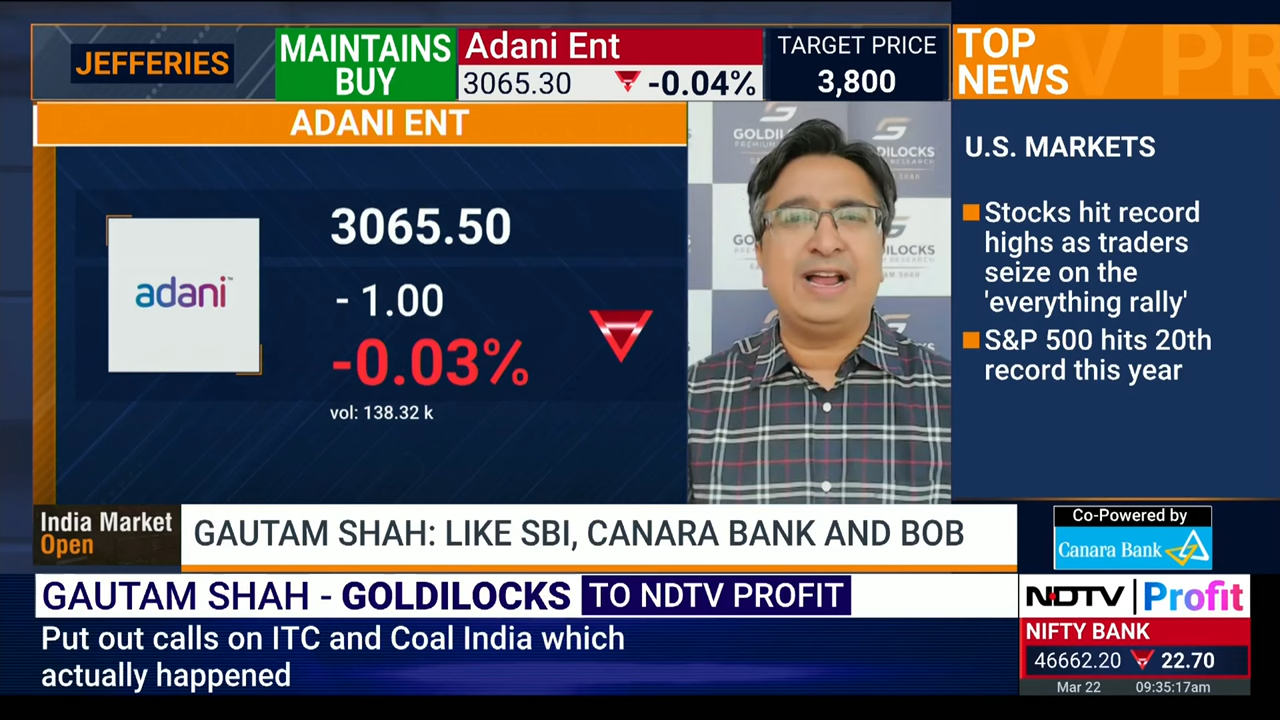 JEFFERIES
MAINTAINS
BUY
Adani Ent
3065.30 -0.04%
TARGET PRICE
3,800
TOP
NEWS
ADANI ENT
adani™
3065.50
- 1.00
-0.03%
vol: 138.32 k
GOLDILOCKS
U.S. MARKETS
Stocks hit record
highs as traders
seize on the
'everything rally'
S&P 500 hits 20th
record this year
India Market
Open
GAUTAM SHAH: LIKE SBI, CANARA BANK AND BOB
Co-Powered by
Canara Bank
GAUTAM SHAH - GOLDILOCKS TO NDTV PROFIT
Put out calls on ITC and Coal India which
actually happened
NDTV Profit
NIFTY BANK
46662.20 22.70
Mar 22 09:35:17am